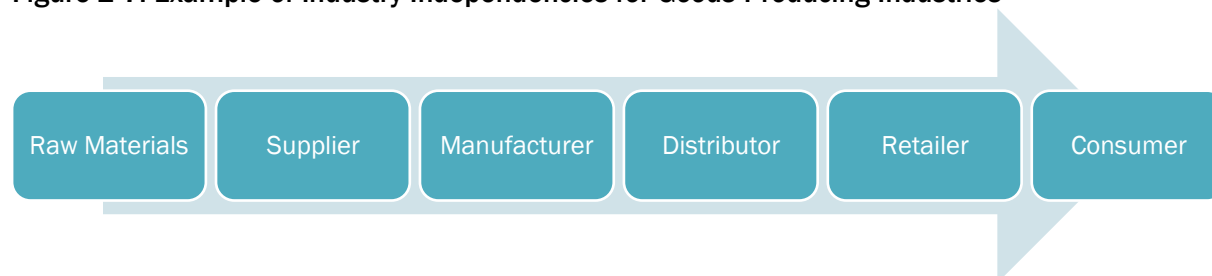 Raw Materials
Supplier
Manufacturer
Distributor
Retailer
Consumer